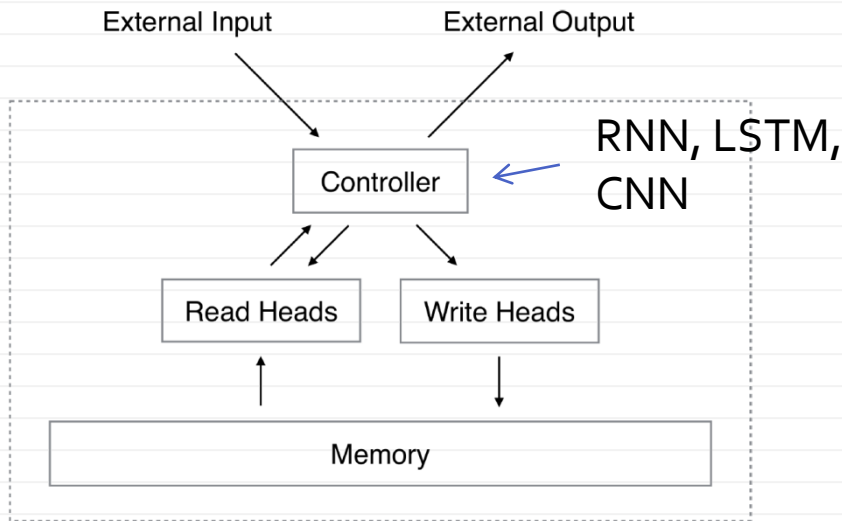 External Input
External Output
RNN, LSTM,
CNN
Controller
Read Heads
Write Heads
Memory